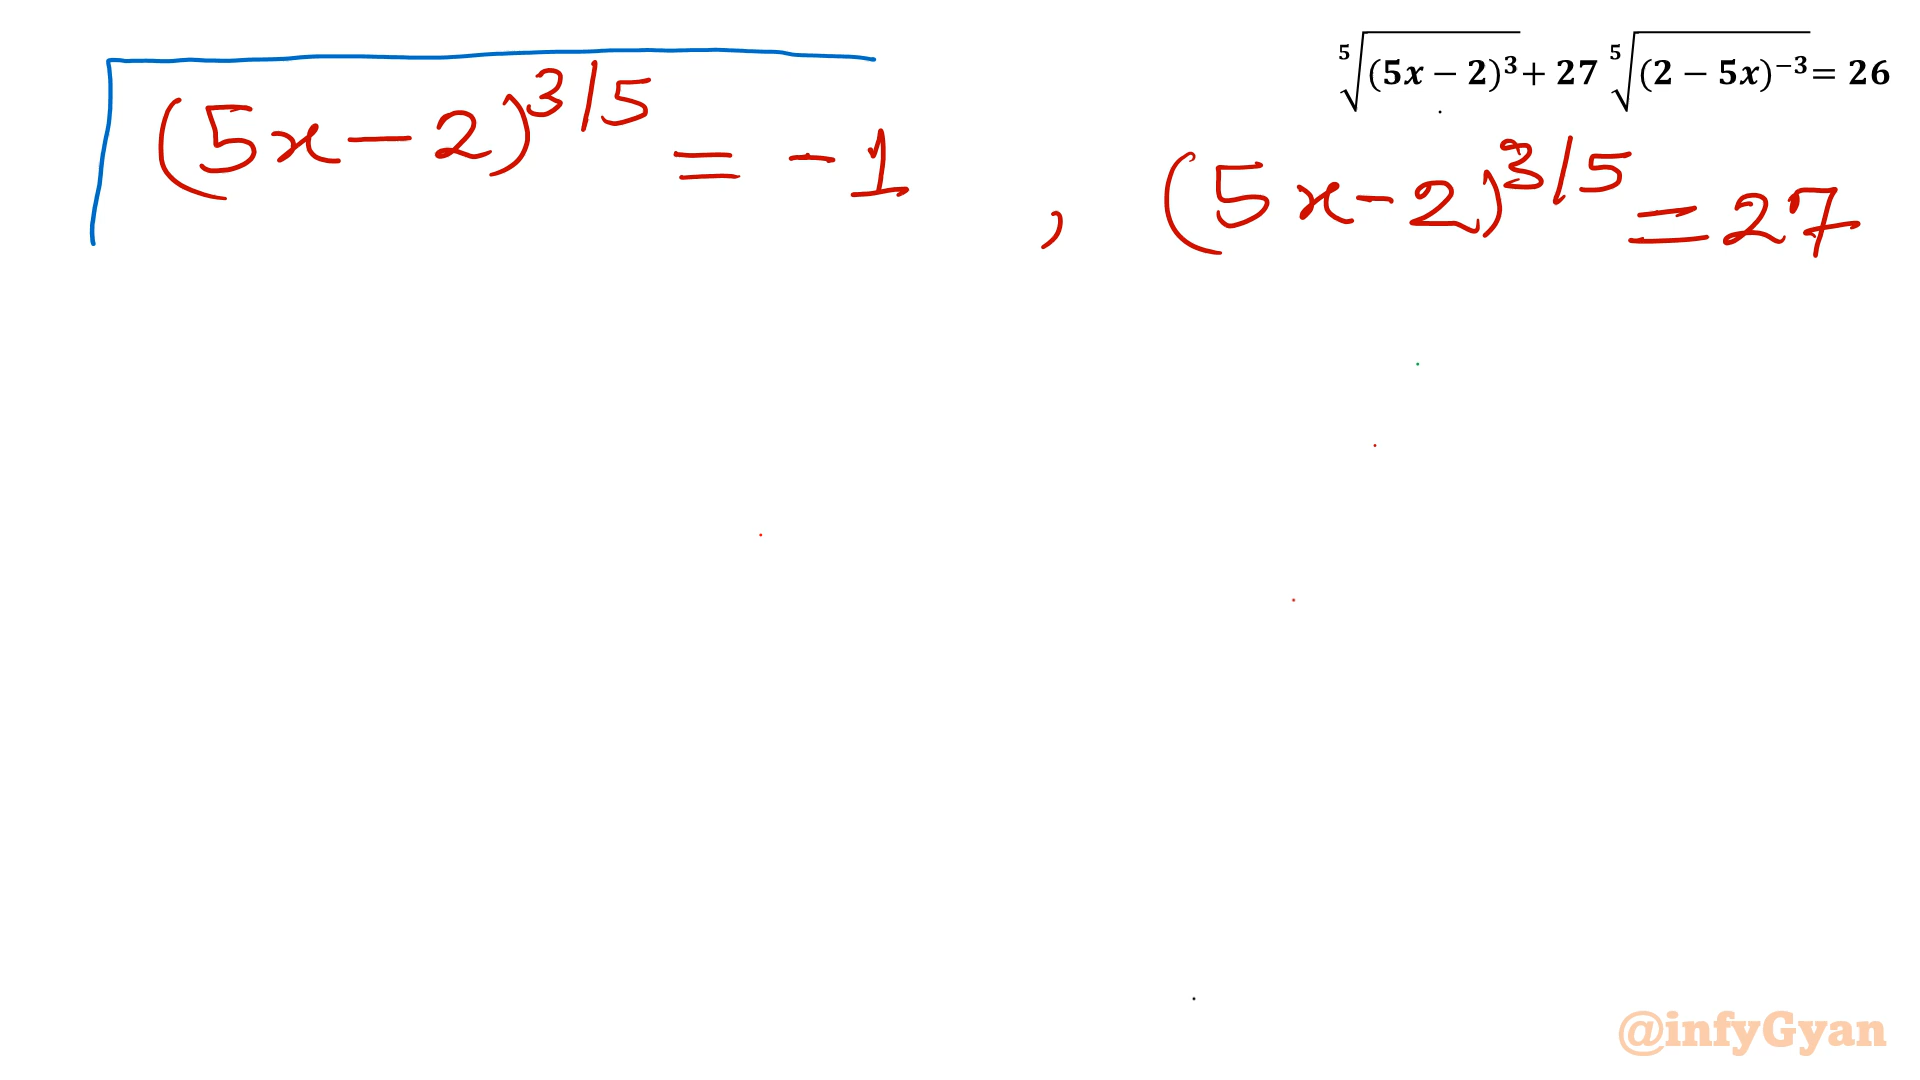 ⁵√(5x − 2)³ + 27 ⁵√(2 − 5x)⁻³ = 26
(5x − 2)^3/5 = − 1 , (5x − 2)^3/5 = 27
@infyGyan